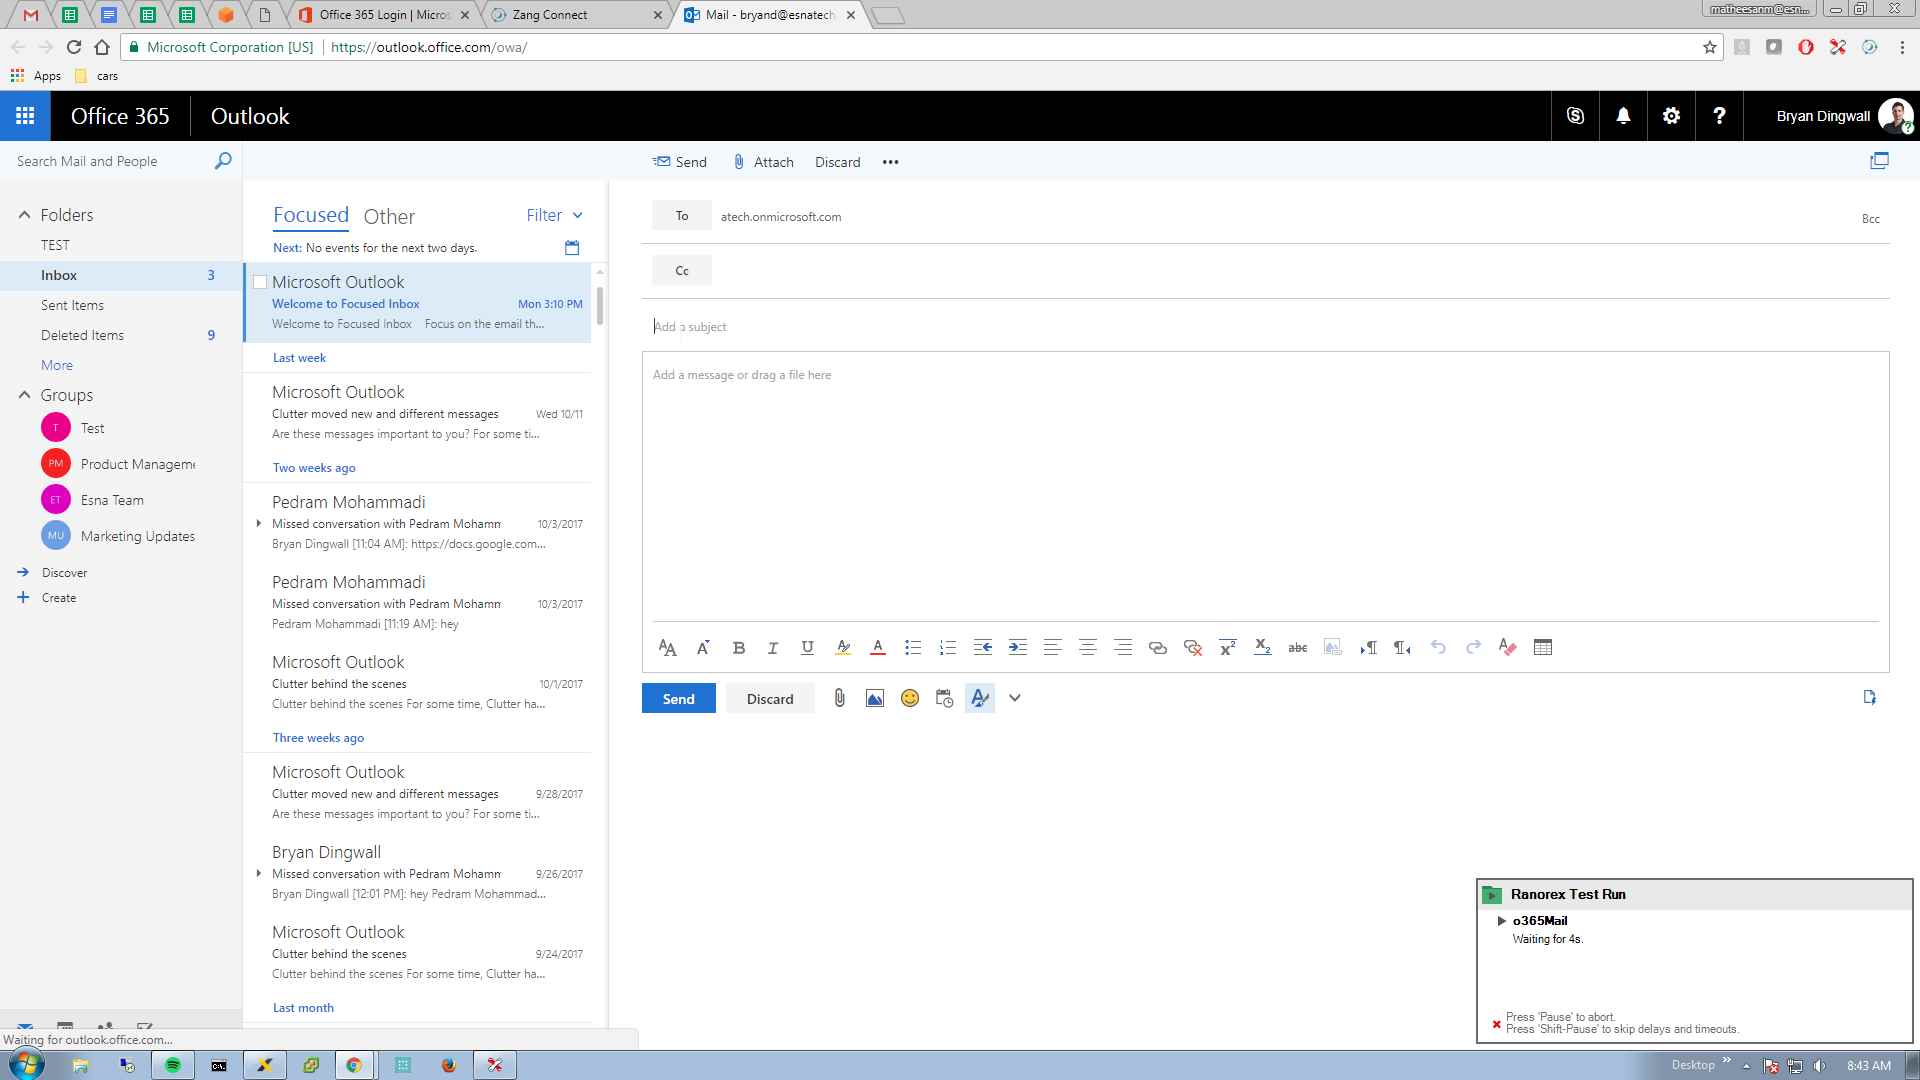 Office 365 Login | Micros
Zang Connect
Mail - bryand@esnatech
matheesanm@esn...
Microsoft Corporation [US]
https://outlook.office.com/owa/
Apps
cars
Office 365
Outlook
Bryan Dingwall
Search Mail and People
Send
Attach
Discard
Folders
TEST
Inbox 3
Sent Items
Deleted Items 9
More
Groups
T Test
PM Product Manageme
ET Esna Team
MU Marketing Updates
Discover
Create
Focused
Other
Filter
Next: No events for the next two days.
Microsoft Outlook
Welcome to Focused Inbox Mon 3:10 PM
Welcome to Focused Inbox Focus on the email th...
Last week
Microsoft Outlook
Clutter moved new and different messages Wed 10/11
Are these messages important to you? For some ti...
Two weeks ago
Pedram Mohammadi
Missed conversation with Pedram Mohamm 10/3/2017
Bryan Dingwall [11:04 AM]: https://docs.google.com...
Pedram Mohammadi
Missed conversation with Pedram Mohamm 10/3/2017
Pedram Mohammadi [11:19 AM]: hey
Microsoft Outlook
Clutter behind the scenes 10/1/2017
Clutter behind the scenes For some time, Clutter ha...
Three weeks ago
Microsoft Outlook
Clutter moved new and different messages 9/28/2017
Are these messages important to you? For some ti...
Bryan Dingwall
Missed conversation with Pedram Mohamm 9/26/2017
Bryan Dingwall [12:01 PM]: hey Pedram Mohammad...
Microsoft Outlook
Clutter behind the scenes 9/24/2017
Clutter behind the scenes For some time, Clutter ha...
Last month
To
atech.onmicrosoft.com
Bcc
Cc
Add a subject
Add a message or drag a file here
Send
Discard
Ranorex Test Run
o365Mail
Waiting for 4s.
Press 'Pause' to abort.
Press 'Shift-Pause' to skip delays and timeouts.
Waiting for outlook.office.com...
Desktop
8:43 AM